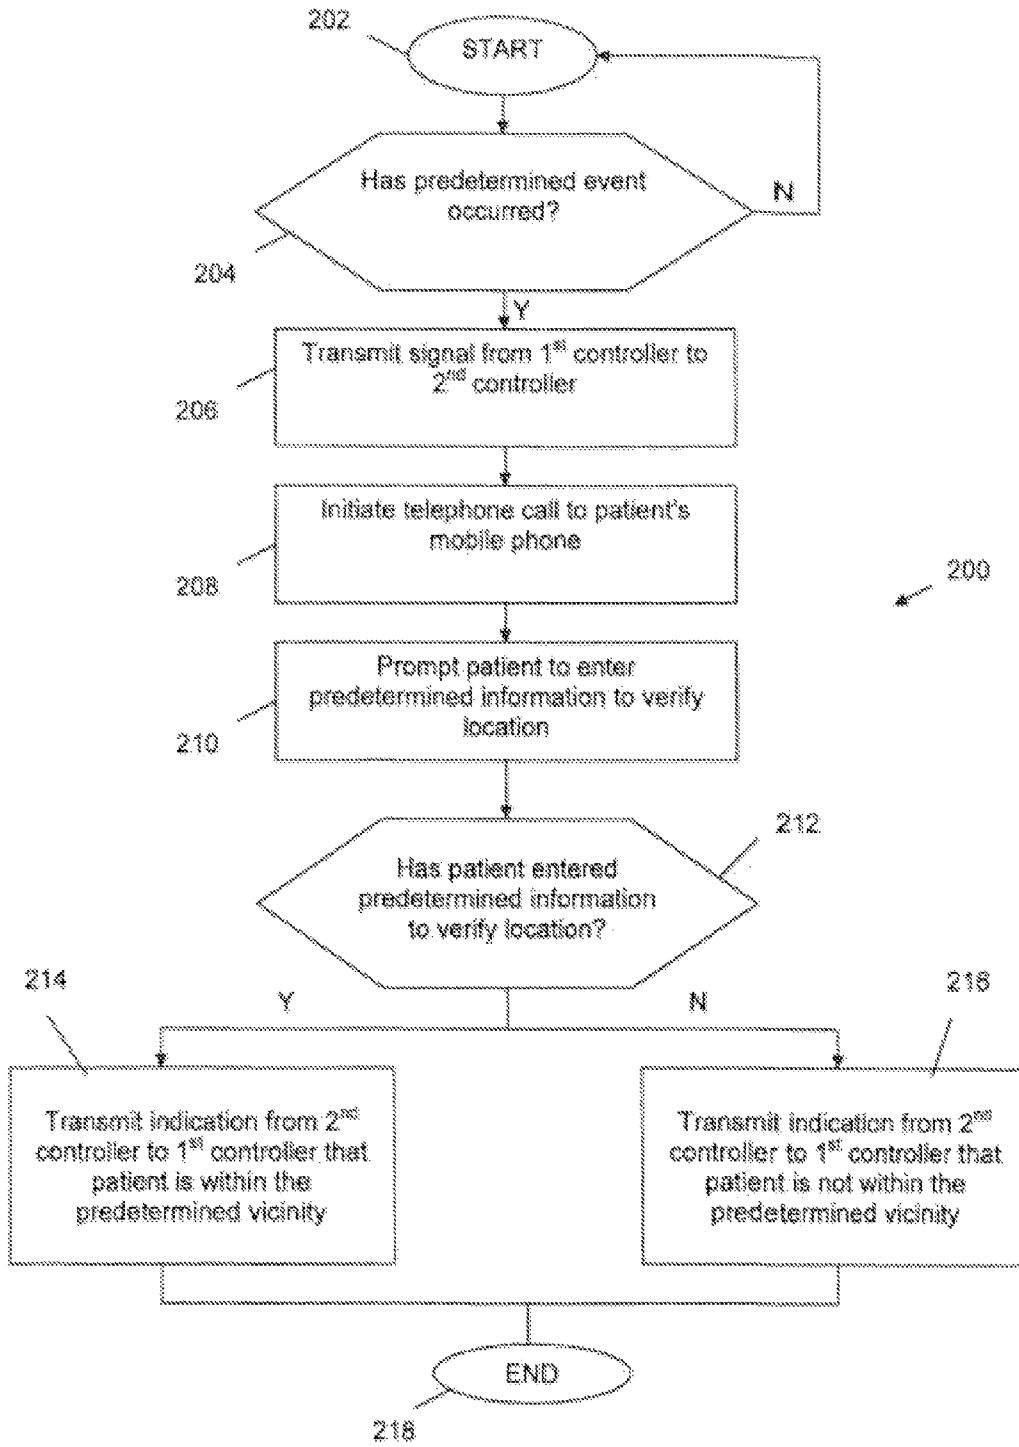 202
START
Has predetermined event
occurred?
N
204
Y
Transmit signal from 1st controller to
2nd controller
206
Initiate telephone call to patient's
mobile phone
208
200
Prompt patient to enter
predetermined information to verify
location
210
212
Has patient entered
predetermined information
to verify location?
214
Y
N
216
Transmit indication from 2nd
controller to 1st controller that
patient is within the
predetermined vicinity
Transmit indication from 2nd
controller to 1st controller that
patient is not within the
predetermined vicinity
END
218